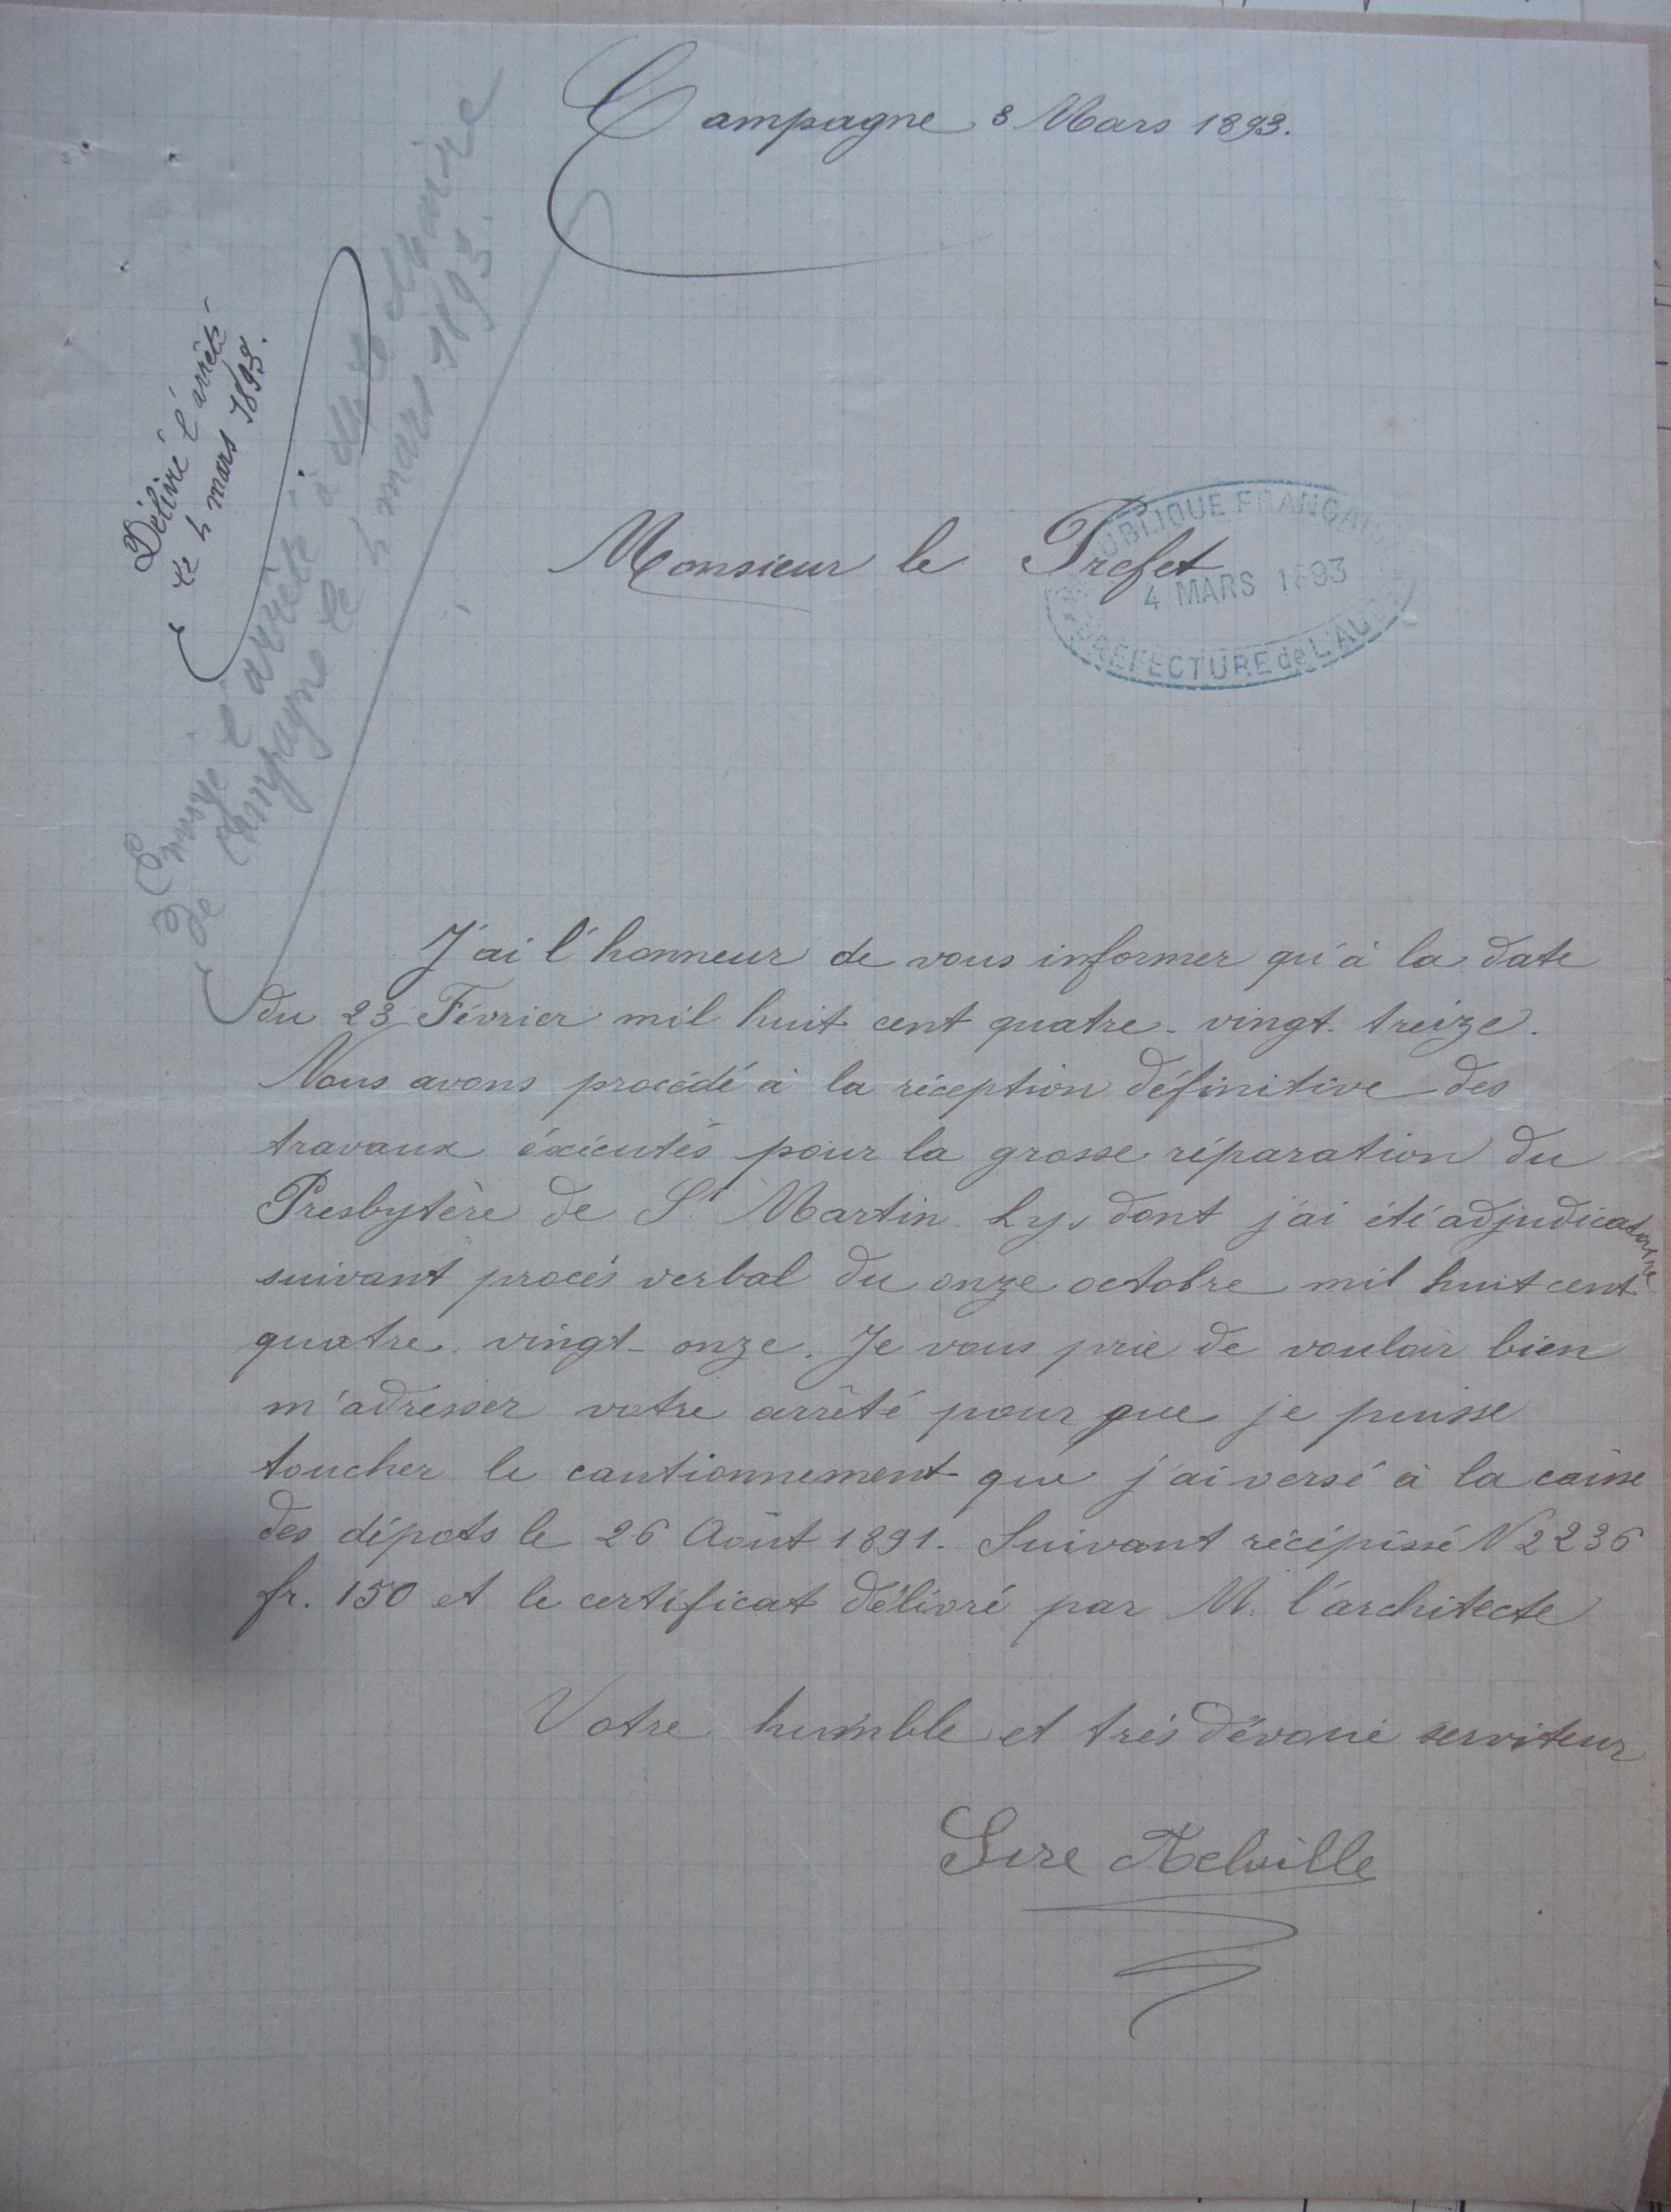 Campagne 3 Mars 1893.
Délivré l'arrêté
le 4 mars 1893.
Envoyé l'arrêté à M. le Maire
de Campagne le 4 mars 1893.
Monsieur le Prefet
RÉPUBLIQUE FRANÇAISE
4 MARS 1893
PRÉFECTURE de L'AUDE
J'ai l'honneur de vous informer qu'à la date
du 23 Février mil huit cent quatre-vingt-treize.
Nous avons procédé à la réception définitive des
travaux éxécutés pour la grosse réparation du
Presbytère de St Martin Lys dont j'ai été adjudicataire
suivant procés verbal du onze octobre mil huit cent
quatre-vingt-onze. Je vous prie de vouloir bien
m'adresser votre arrêté pour que je puisse
toucher le cautionnement que j'ai versé à la caisse
des dépots le 26 Août 1891. Suivant récépissé N 2236
fr. 150 et le certificat délivré par M. l'architecte
Votre humble et trés dévoué serviteur
Sire